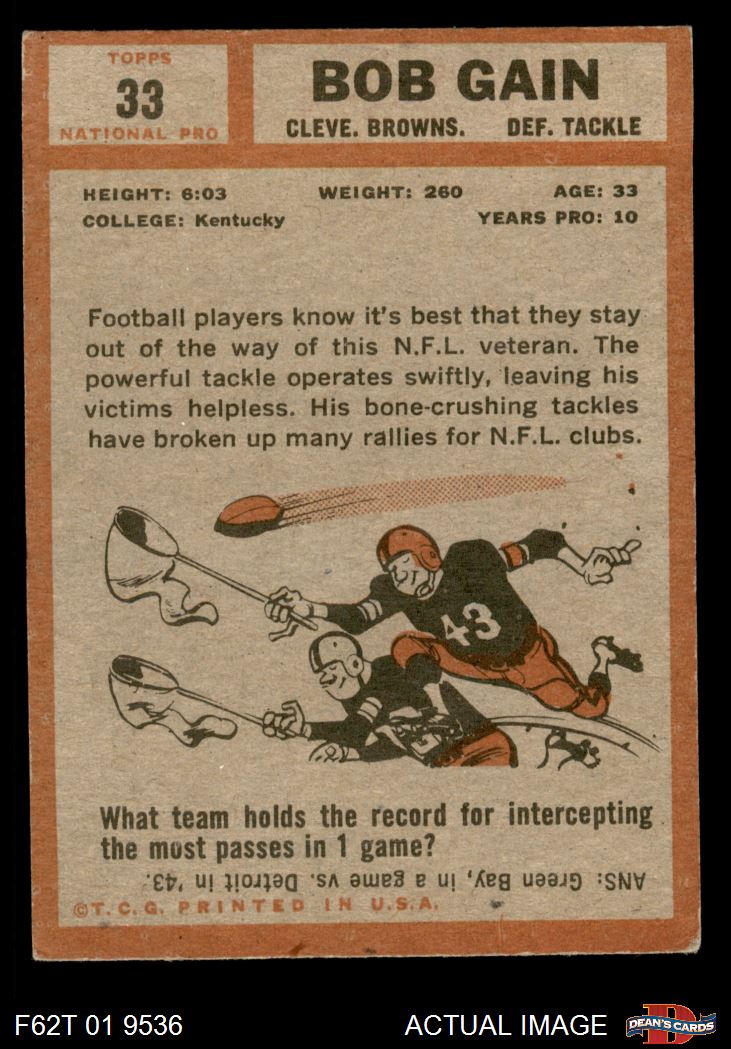 TOPPS
33
NATIONAL PRO
BOB GAIN
CLEVE. BROWNS. DEF. TACKLE
HEIGHT: 6:03 WEIGHT: 260 AGE: 33
COLLEGE: Kentucky YEARS PRO: 10
Football players know it's best that they stay
out of the way of this N.F.L. veteran. The
powerful tackle operates swiftly, leaving his
victims helpless. His bone-crushing tackles
have broken up many rallies for N.F.L. clubs.
43
What team holds the record for intercepting
the most passes in 1 game?
ANS: Green Bay, in a game vs. Detroit in '43.
©T.C.G. PRINTED IN U.S.A.
F62T 01 9536 ACTUAL IMAGE
D
DEAN'S CARDS